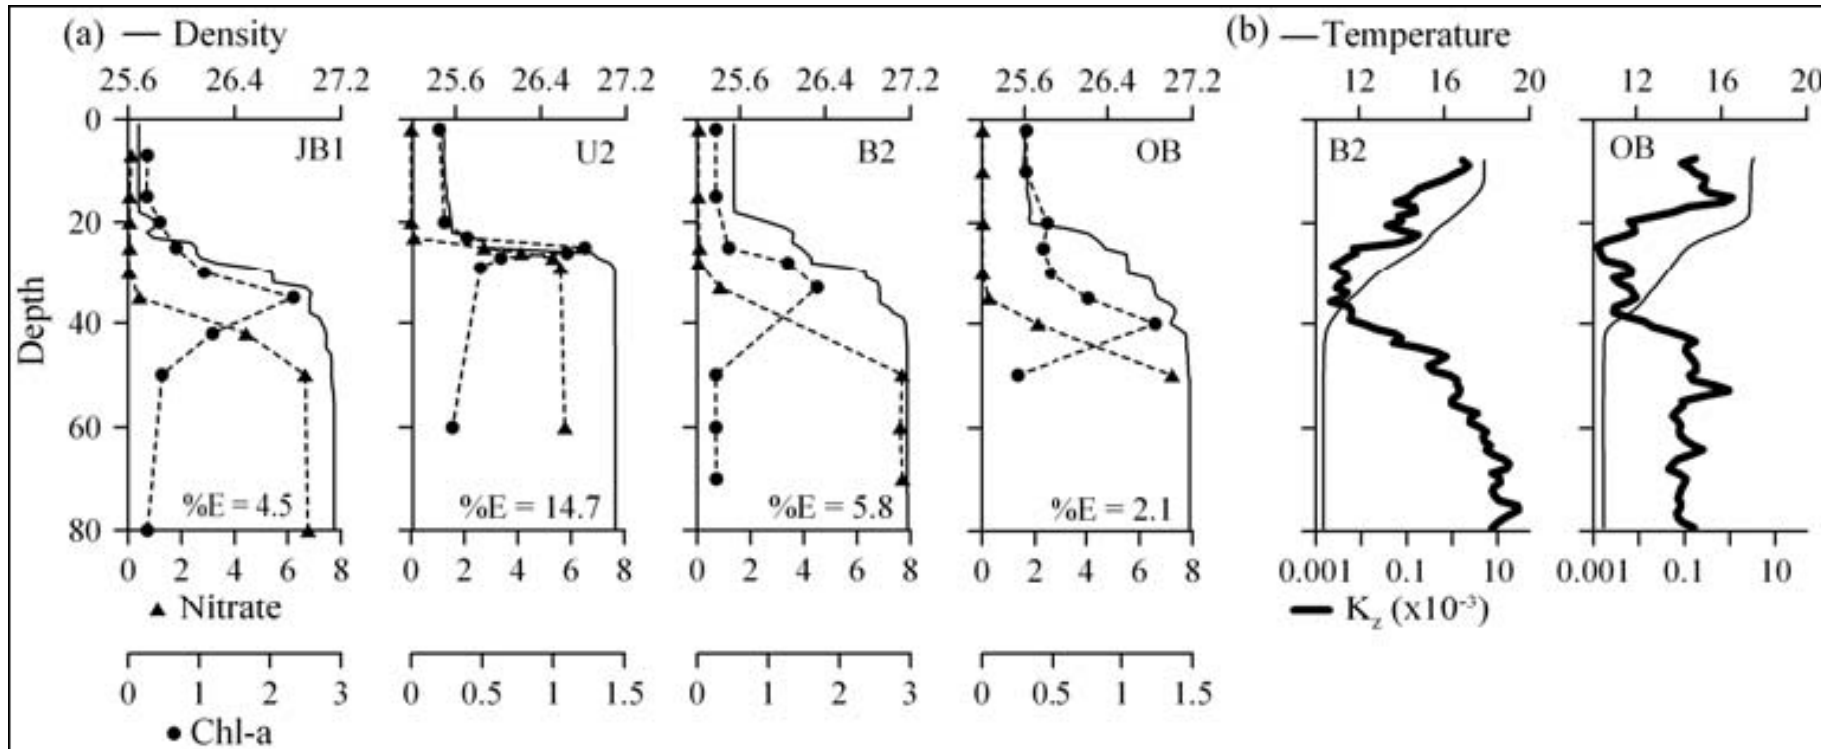 (a) — Density (b) — Temperature
25.6 26.4 27.2 25.6 26.4 27.2 25.6 26.4 27.2 25.6 26.4 27.2 12 16 20 12 16 20
0 JB1 U2 B2 OB B2 OB
20
40
Depth
60
%E = 4.5 %E = 14.7 %E = 5.8 %E = 2.1
80
0 2 4 6 8 0 2 4 6 8 0 2 4 6 8 0 2 4 6 8 0.001 0.1 10 0.001 0.1 10
▲ Nitrate K_z (x10⁻³)
0 1 2 3 0 0.5 1 1.5 0 1 2 3 0 0.5 1 1.5
● Chl-a